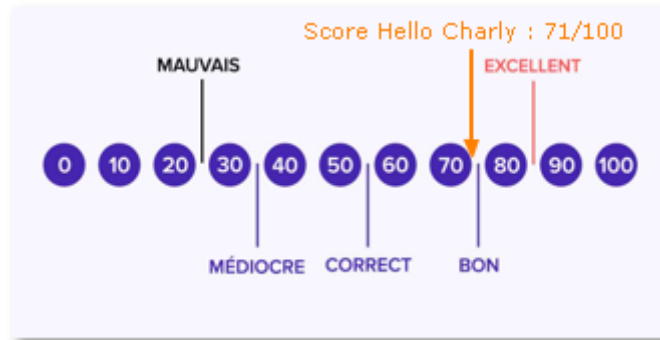 Score Hello Charly : 71/100
MAUVAIS EXCELLENT
0 10 20 30 40 50 60 70 80 90 100
MÉDIOCRE CORRECT BON